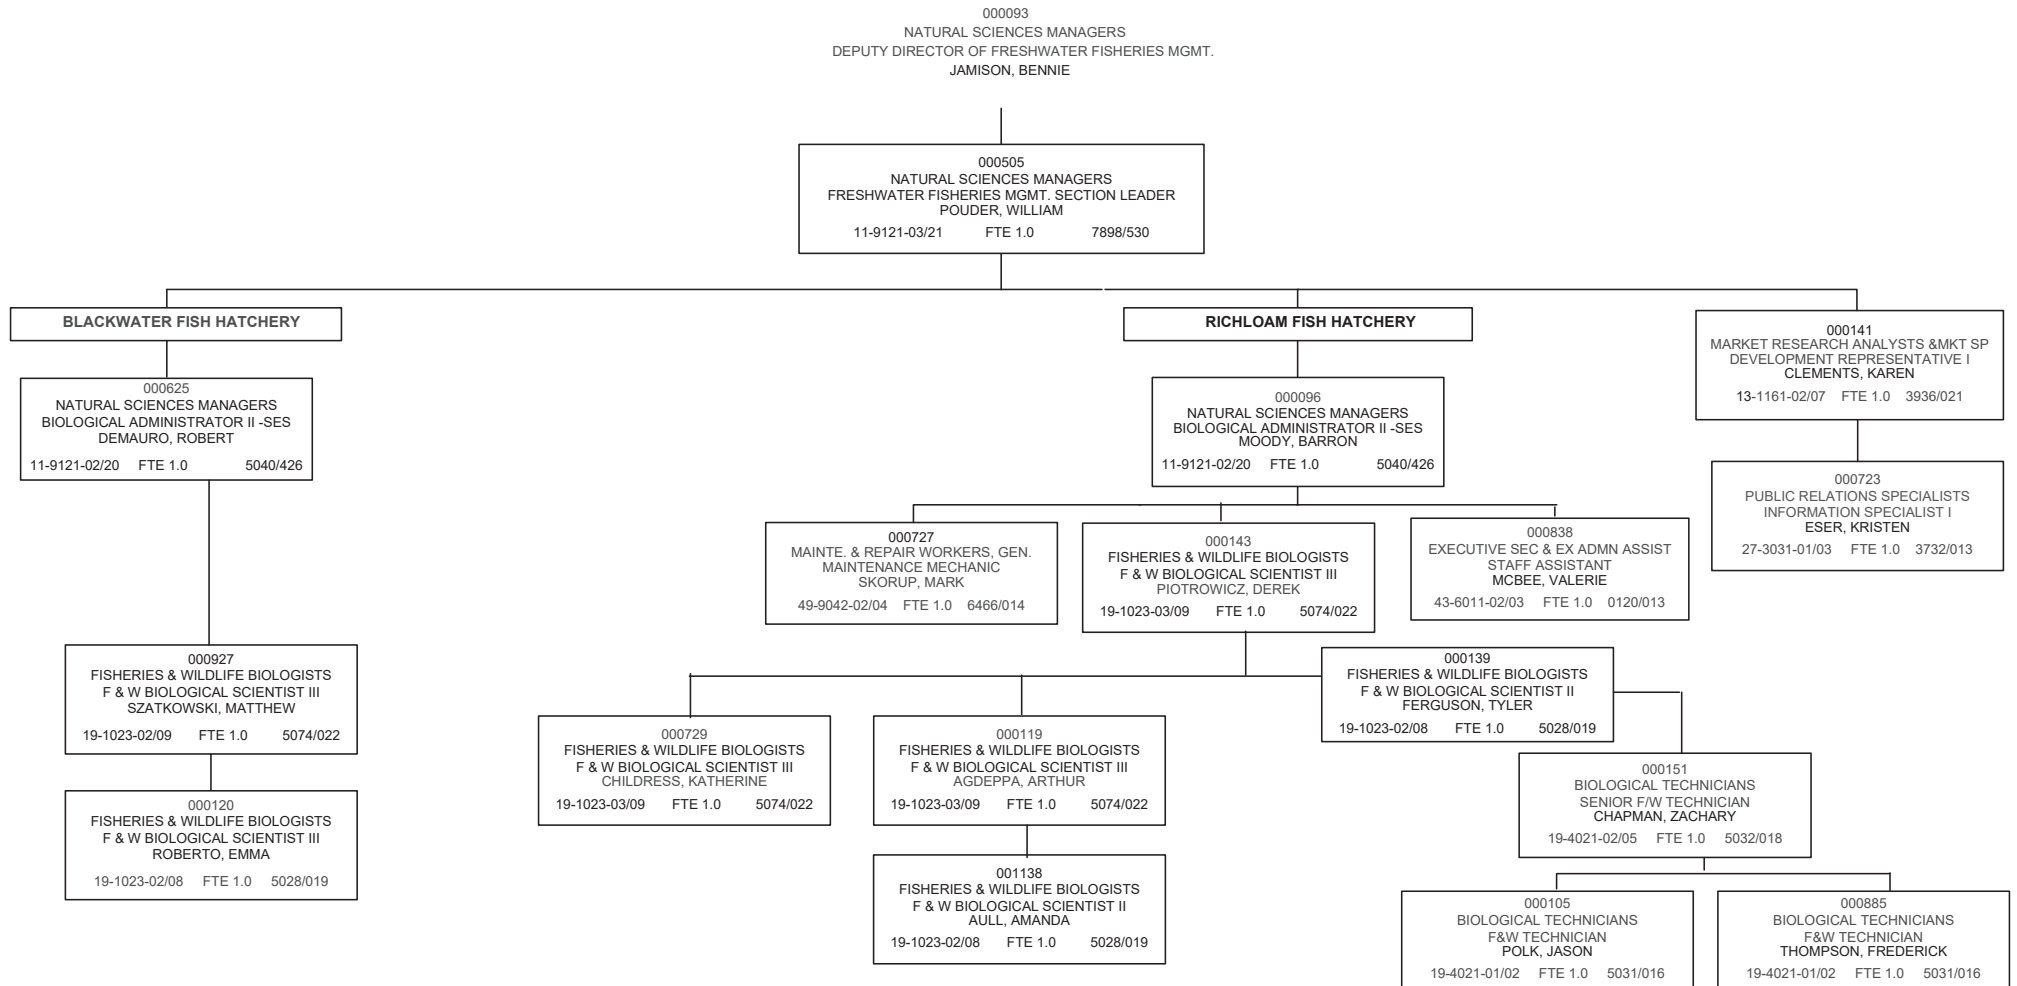 000093
NATURAL SCIENCES MANAGERS
DEPUTY DIRECTOR OF FRESHWATER FISHERIES MGMT.
JAMISON, BENNIE
000505
NATURAL SCIENCES MANAGERS
FRESHWATER FISHERIES MGMT. SECTION LEADER
POUDER, WILLIAM
11-9121-03/21 FTE 1.0 7898/530
BLACKWATER FISH HATCHERY
000625
NATURAL SCIENCES MANAGERS
BIOLOGICAL ADMINISTRATOR II -SES
DEMAURO, ROBERT
11-9121-02/20 FTE 1.0 5040/426
000927
FISHERIES & WILDLIFE BIOLOGISTS
F & W BIOLOGICAL SCIENTIST III
SZATKOWSKI, MATTHEW
19-1023-02/09 FTE 1.0 5074/022
000120
FISHERIES & WILDLIFE BIOLOGISTS
F & W BIOLOGICAL SCIENTIST III
ROBERTO, EMMA
19-1023-02/08 FTE 1.0 5028/019
RICHLOAM FISH HATCHERY
000096
NATURAL SCIENCES MANAGERS
BIOLOGICAL ADMINISTRATOR II -SES
MOODY, BARRON
11-9121-02/20 FTE 1.0 5040/426
000727
MAINTE. & REPAIR WORKERS, GEN.
MAINTENANCE MECHANIC
SKORUP, MARK
49-9042-02/04 FTE 1.0 6466/014
000143
FISHERIES & WILDLIFE BIOLOGISTS
F & W BIOLOGICAL SCIENTIST III
PIOTROWICZ, DEREK
19-1023-03/09 FTE 1.0 5074/022
000838
EXECUTIVE SEC & EX ADMN ASSIST
STAFF ASSISTANT
MCBEE, VALERIE
43-6011-02/03 FTE 1.0 0120/013
000729
FISHERIES & WILDLIFE BIOLOGISTS
F & W BIOLOGICAL SCIENTIST III
CHILDRESS, KATHERINE
19-1023-03/09 FTE 1.0 5074/022
000119
FISHERIES & WILDLIFE BIOLOGISTS
F & W BIOLOGICAL SCIENTIST III
AGDEPPA, ARTHUR
19-1023-03/09 FTE 1.0 5074/022
001138
FISHERIES & WILDLIFE BIOLOGISTS
F & W BIOLOGICAL SCIENTIST II
AULL, AMANDA
19-1023-02/08 FTE 1.0 5028/019
000139
FISHERIES & WILDLIFE BIOLOGISTS
F & W BIOLOGICAL SCIENTIST II
FERGUSON, TYLER
19-1023-02/08 FTE 1.0 5028/019
000151
BIOLOGICAL TECHNICIANS
SENIOR F/W TECHNICIAN
CHAPMAN, ZACHARY
19-4021-02/05 FTE 1.0 5032/018
000105
BIOLOGICAL TECHNICIANS
F&W TECHNICIAN
POLK, JASON
19-4021-01/02 FTE 1.0 5031/016
000885
BIOLOGICAL TECHNICIANS
F&W TECHNICIAN
THOMPSON, FREDERICK
19-4021-01/02 FTE 1.0 5031/016
000141
MARKET RESEARCH ANALYSTS &MKT SP
DEVELOPMENT REPRESENTATIVE I
CLEMENTS, KAREN
13-1161-02/07 FTE 1.0 3936/021
000723
PUBLIC RELATIONS SPECIALISTS
INFORMATION SPECIALIST I
ESER, KRISTEN
27-3031-01/03 FTE 1.0 3732/013